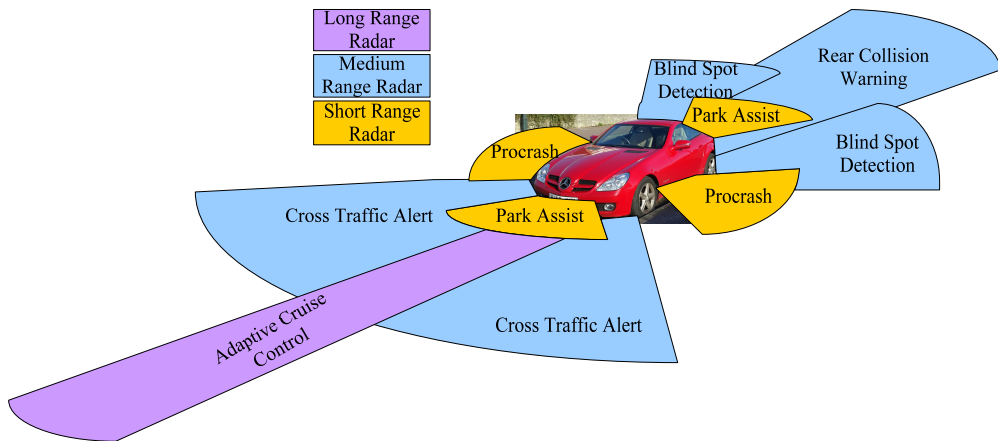 Long Range
Radar
Medium
Range Radar
Short Range
Radar
Rear Collision
Warning
Blind Spot
Detection
Park Assist
Blind Spot
Detection
Procrash
Procrash
Cross Traffic Alert
Park Assist
Cross Traffic Alert
Adaptive Cruise
Control